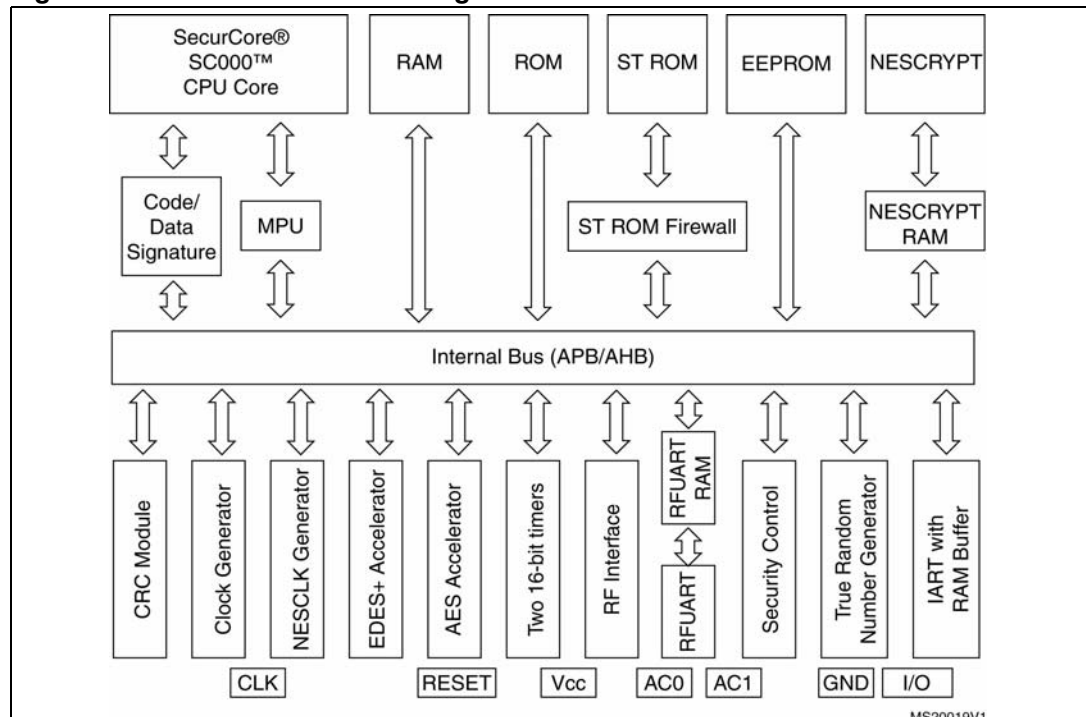 SecurCore®
SC000™
CPU Core
RAM
ROM
ST ROM
EEPROM
NESCRYPT
Code/
Data
Signature
MPU
ST ROM Firewall
NESCRYPT
RAM
Internal Bus (APB/AHB)
CRC Module
Clock Generator
NESCLK Generator
EDES+ Accelerator
AES Accelerator
Two 16-bit timers
RF Interface
RFUART
RAM
RFUART
Security Control
True Random
Number Generator
IART with
RAM Buffer
CLK
RESET
Vcc
AC0
AC1
GND
I/O